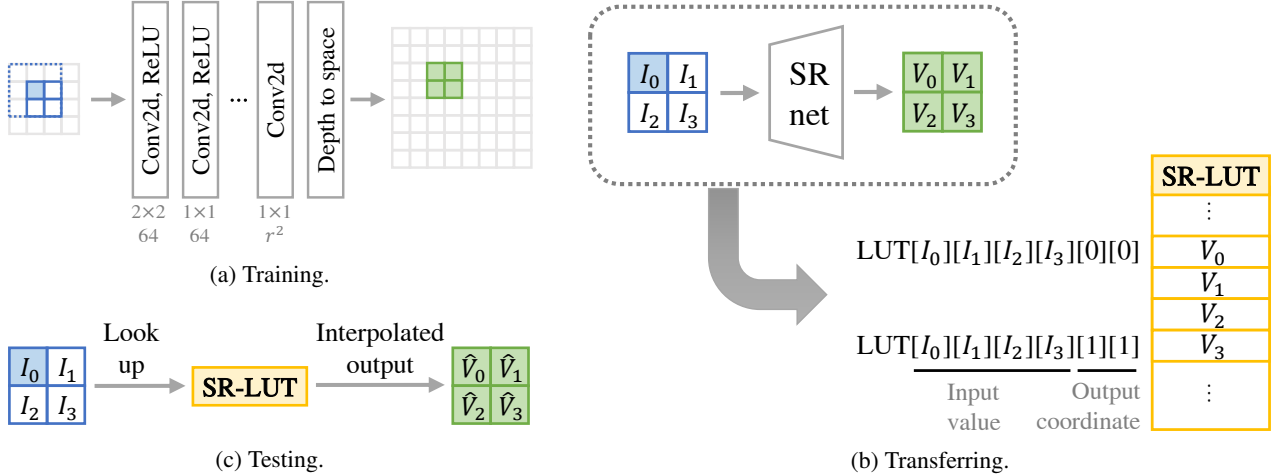 Conv2d, ReLU
Conv2d, ReLU
...
Conv2d
Depth to space
2×2
64
1×1
64
1×1
r²
(a) Training.
I₀ I₁
I₂ I₃
SR
net
V₀ V₁
V₂ V₃
SR-LUT
⋮
LUT[I₀][I₁][I₂][I₃][0][0] V₀
V₁
V₂
LUT[I₀][I₁][I₂][I₃][1][1] V₃
⋮
Input
value
Output
coordinate
(b) Transferring.
I₀ I₁
I₂ I₃
Look
up
SR-LUT
Interpolated
output
V̂₀ V̂₁
V̂₂ V̂₃
(c) Testing.